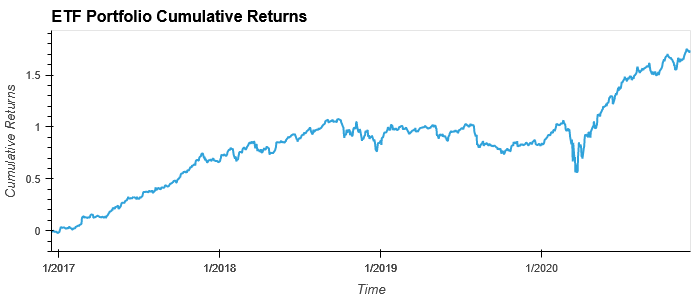 ETF Portfolio Cumulative Returns
Cumulative Returns
1.5
1
0.5
0
1/2017
1/2018
1/2019
1/2020
Time